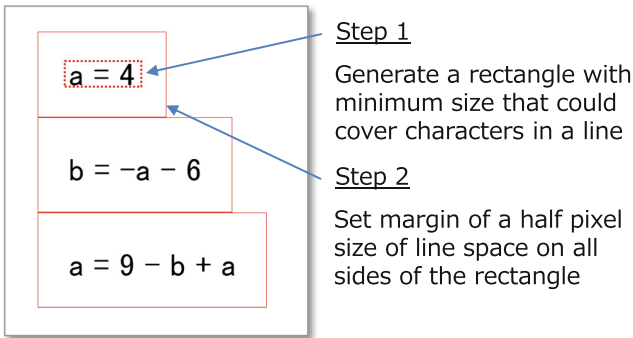 a = 4
b = −a − 6
a = 9 − b + a
Step 1
Generate a rectangle with
minimum size that could
cover characters in a line
Step 2
Set margin of a half pixel
size of line space on all
sides of the rectangle